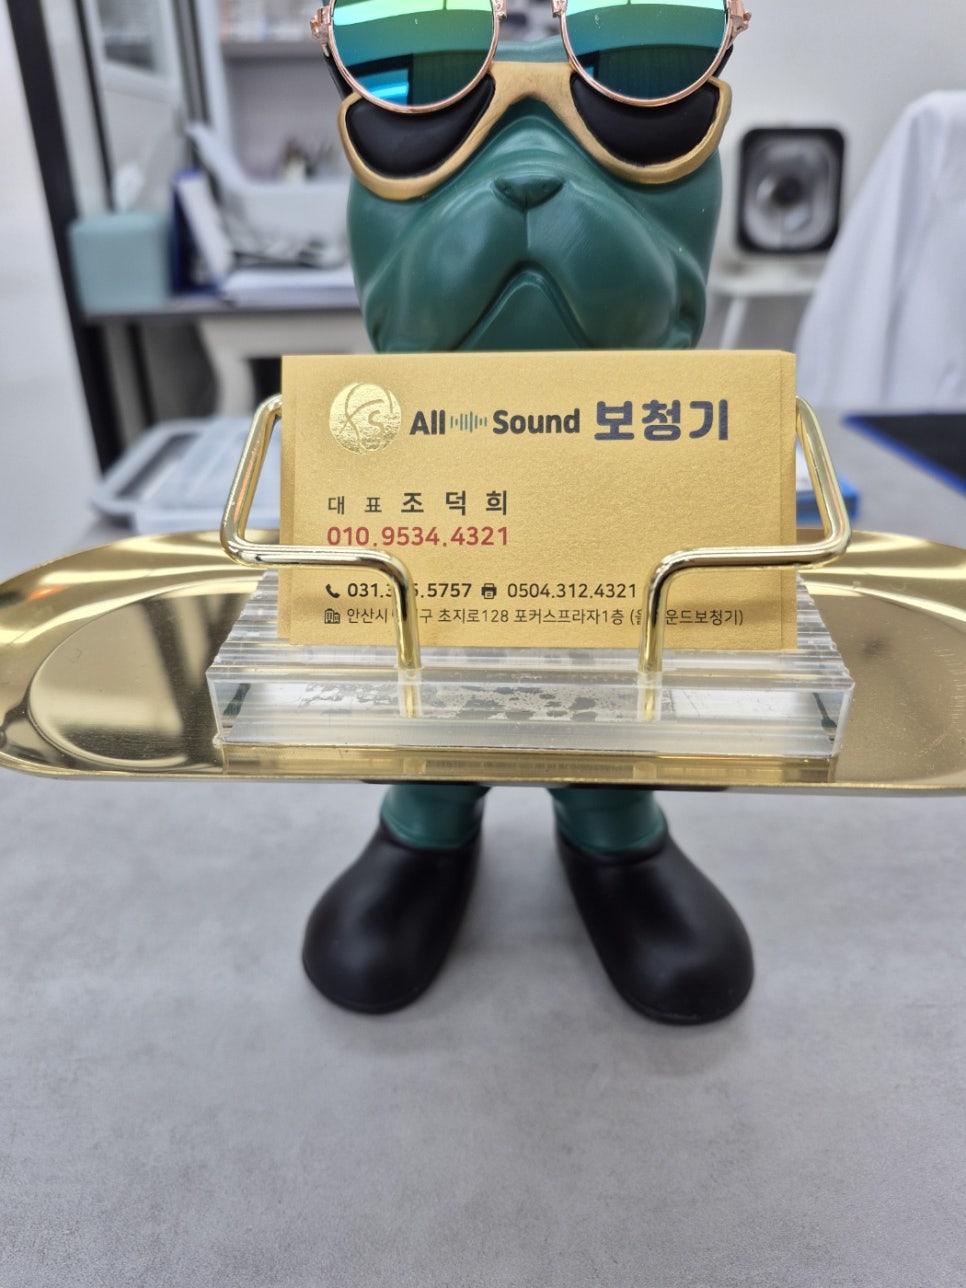 All Sound 보청기
대 표 조 덕 희
010.9534.4321
5757 0504.312.4321
안산시 초지로128 포커스프라자1층